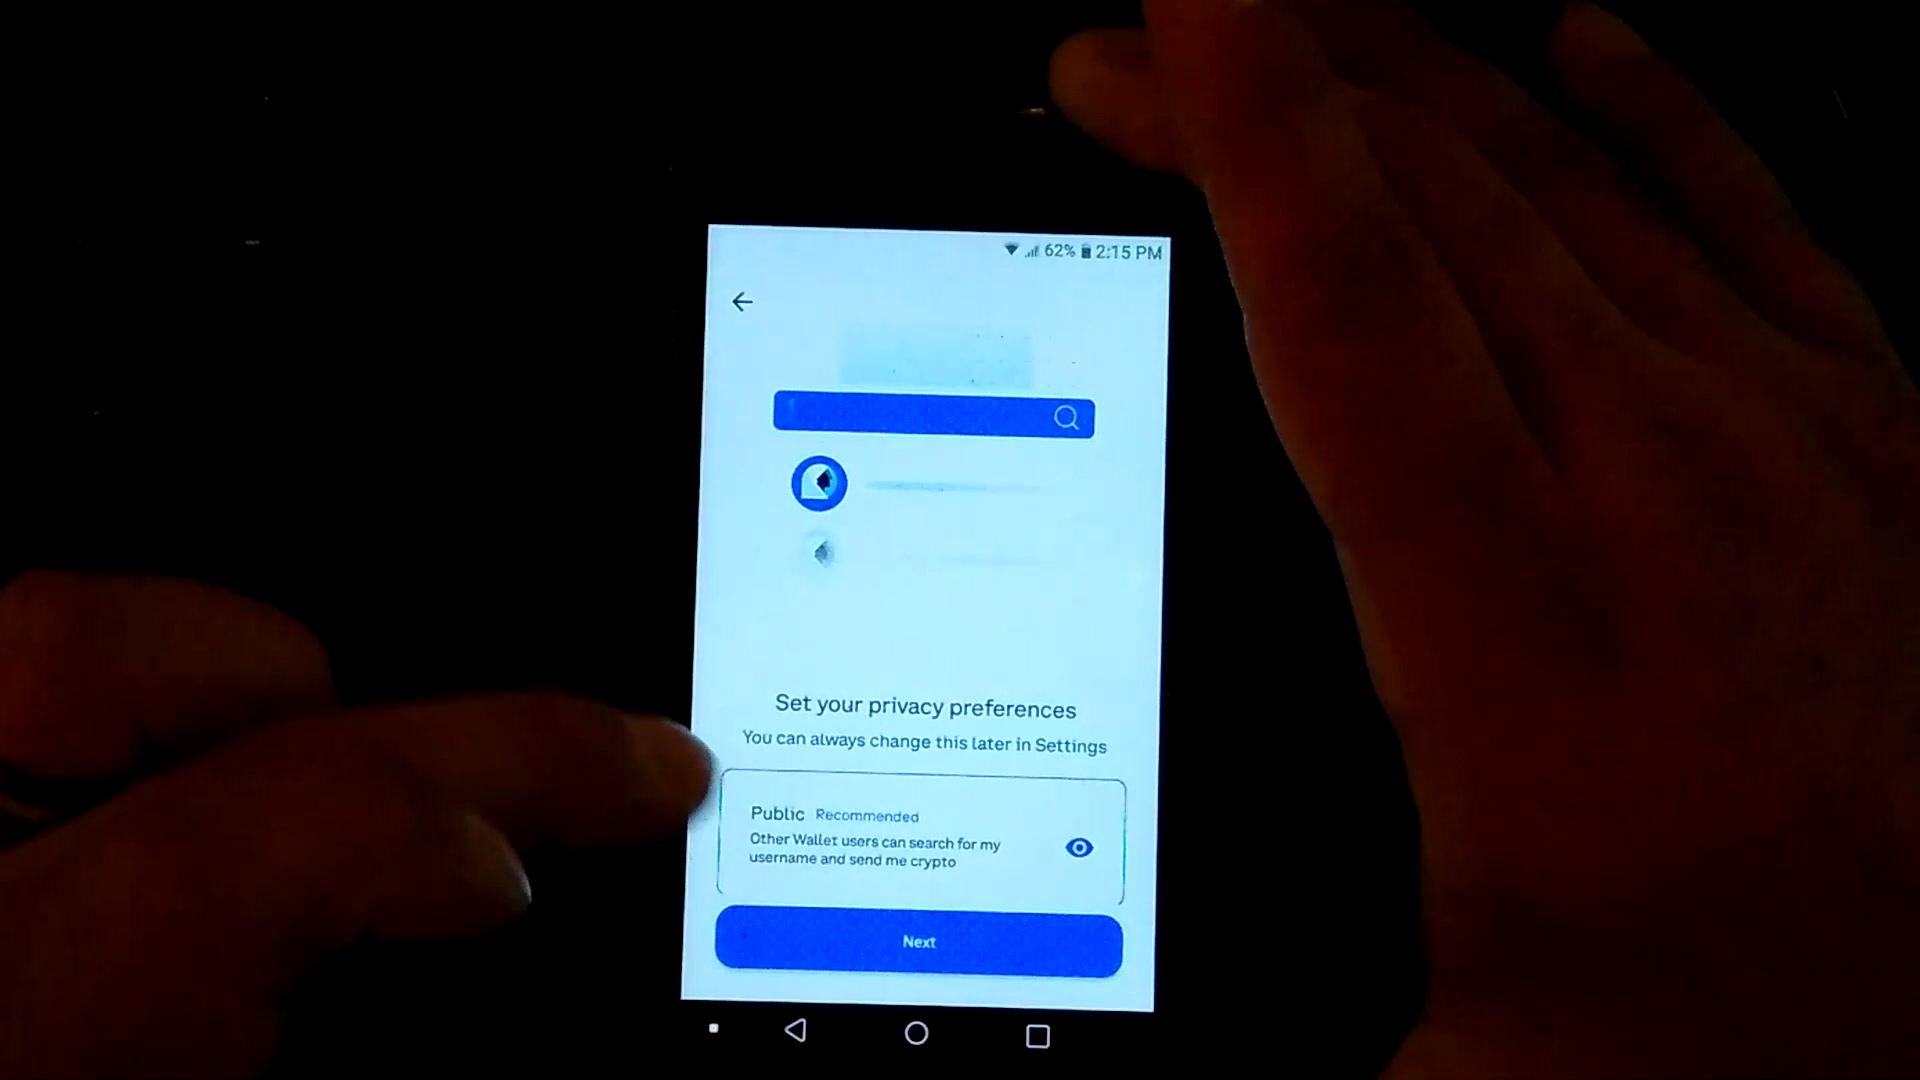 62% 2:15 PM
Set your privacy preferences
You can always change this later in Settings
Public Recommended
Other Wallet users can search for my
username and send me crypto
Next